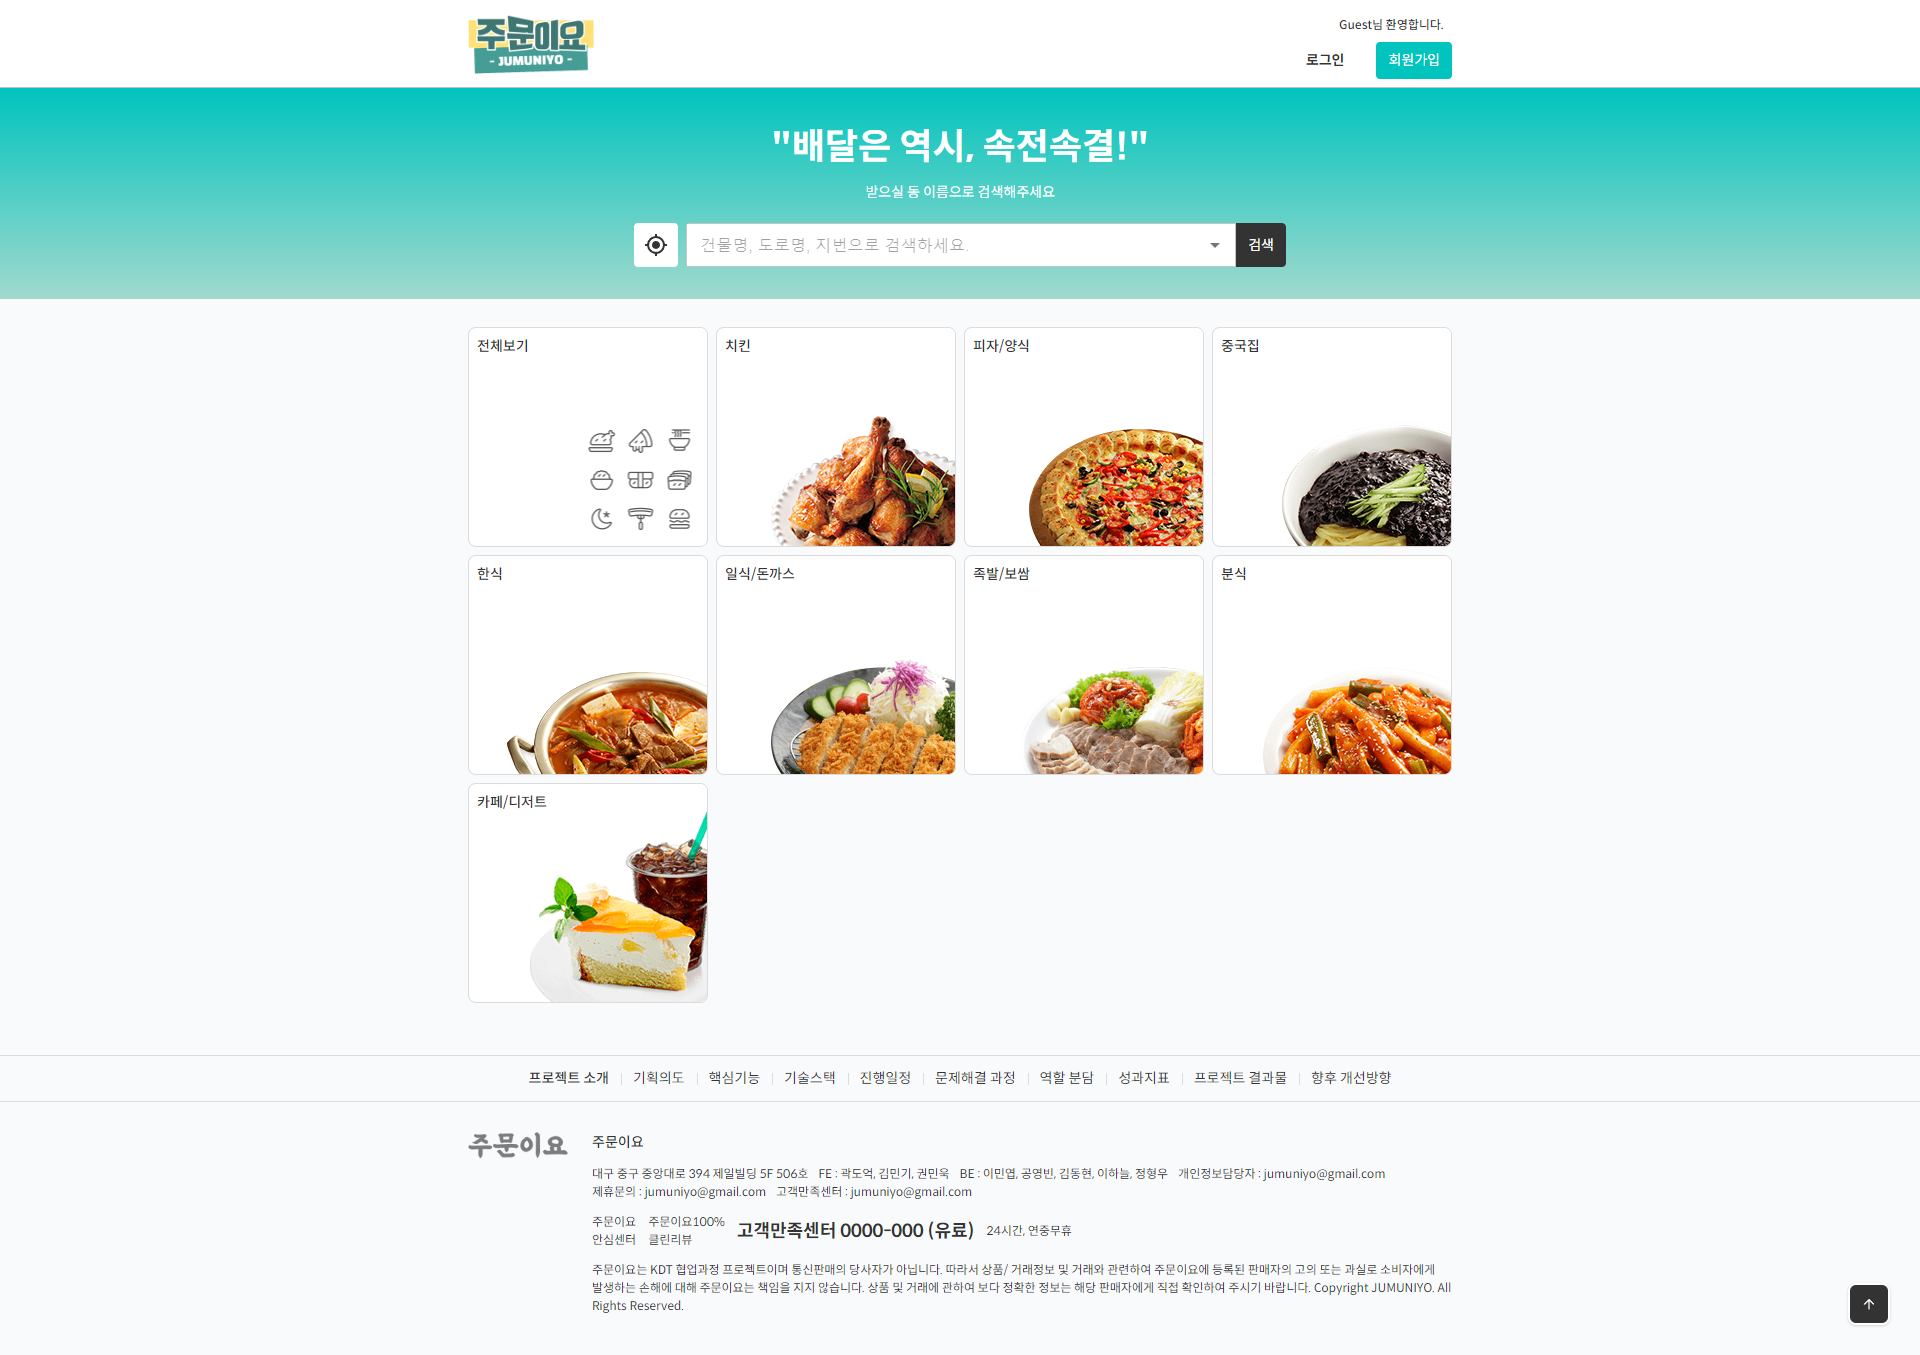 주문이요
- JUMUNIYO -
Guest님 환영합니다.
로그인
회원가입
"배달은 역시, 속전속결!"
받으실 동 이름으로 검색해주세요
건물명, 도로명, 지번으로 검색하세요.
검색
전체보기
치킨
피자/양식
중국집
한식
일식/돈까스
족발/보쌈
분식
카페/디저트
프로젝트 소개 기획의도 핵심기능 기술스택 진행일정 문제해결 과정 역할 분담 성과지표 프로젝트 결과물 향후 개선방향
주문이요
주문이요
대구 중구 중앙대로 394 제일빌딩 5F 506호 FE : 곽도억, 김민기, 권민욱 BE : 이민엽, 공영빈, 김동현, 이하늘, 정형우 개인정보담당자 : jumuniyo@gmail.com
제휴문의 : jumuniyo@gmail.com 고객만족센터 : jumuniyo@gmail.com
주문이요
안심센터
주문이요100%
클린리뷰
고객만족센터 0000-000 (유료)
24시간, 연중무휴
주문이요는 KDT 협업과정 프로젝트이며 통신판매의 당사자가 아닙니다. 따라서 상품/ 거래정보 및 거래와 관련하여 주문이요에 등록된 판매자의 고의 또는 과실로 소비자에게
발생하는 손해에 대해 주문이요는 책임을 지지 않습니다. 상품 및 거래에 관하여 보다 정확한 정보는 해당 판매자에게 직접 확인하여 주시기 바랍니다. Copyright JUMUNIYO. All
Rights Reserved.